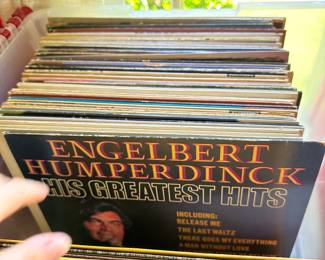 ENGELBERT
HUMPERDINCK
HIS GREATEST HITS
INCLUDING:
RELEASE ME
THE LAST WALTZ
THERE GOES MY EVERYTHING
A MAN WITHOUT LOVE